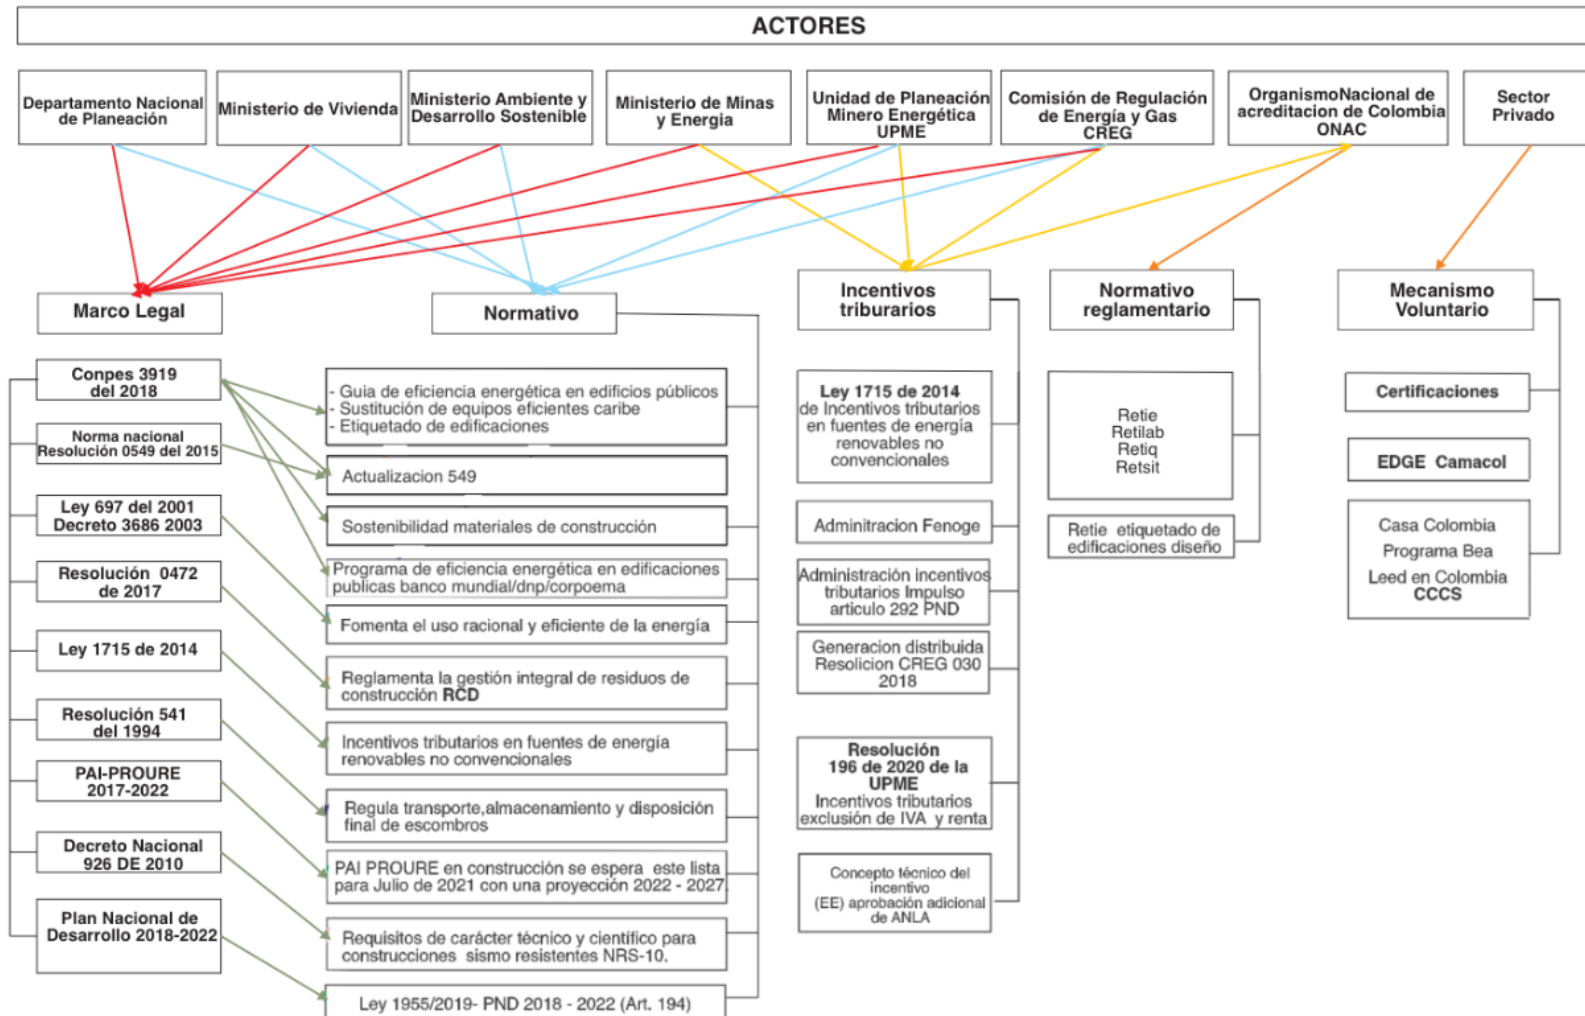 ACTORES
Departamento Nacional
de Planeación
Ministerio de Vivienda
Ministerio Ambiente y
Desarrollo Sostenible
Ministerio de Minas
y Energia
Unidad de Planeación
Minero Energética
UPME
Comisión de Regulación
de Energía y Gas
CREG
OrganismoNacional de
acreditacion de Colombia
ONAC
Sector
Privado
Marco Legal
Conpes 3919
del 2018
Norma nacional
Resolución 0549 del 2015
Ley 697 del 2001
Decreto 3686 2003
Resolución 0472
de 2017
Ley 1715 de 2014
Resolución 541
del 1994
PAI-PROURE
2017-2022
Decreto Nacional
926 DE 2010
Plan Nacional de
Desarrollo 2018-2022
Normativo
- Guia de eficiencia energética en edificios públicos
- Sustitución de equipos eficientes caribe
- Etiquetado de edificaciones
Actualizacion 549
Sostenibilidad materiales de construcción
Programa de eficiencia energética en edificaciones
publicas banco mundial/dnp/corpoema
Fomenta el uso racional y eficiente de la energía
Reglamenta la gestión integral de residuos de
construcción RCD
Incentivos tributarios en fuentes de energía
renovables no convencionales
Regula transporte,almacenamiento y disposición
final de escombros
PAI PROURE en construcción se espera este lista
para Julio de 2021 con una proyección 2022 - 2027.
Requisitos de carácter técnico y científico para
construcciones sismo resistentes NRS-10.
Ley 1955/2019- PND 2018 - 2022 (Art. 194)
Incentivos
triburarios
Ley 1715 de 2014
de Incentivos tributarios
en fuentes de energía
renovables no
convencionales
Adminitracion Fenoge
Administración incentivos
tributarios Impulso
articulo 292 PND
Generacion distribuida
Resolicion CREG 030
2018
Resolución
196 de 2020 de la
UPME
Incentivos tributarios
exclusión de IVA y renta
Concepto técnico del
incentivo
(EE) aprobación adicional
de ANLA
Normativo
reglamentario
Retie
Retilab
Retiq
Retsit
Retie etiquetado de
edificaciones diseño
Mecanismo
Voluntario
Certificaciones
EDGE Camacol
Casa Colombia
Programa Bea
Leed en Colombia
CCCS